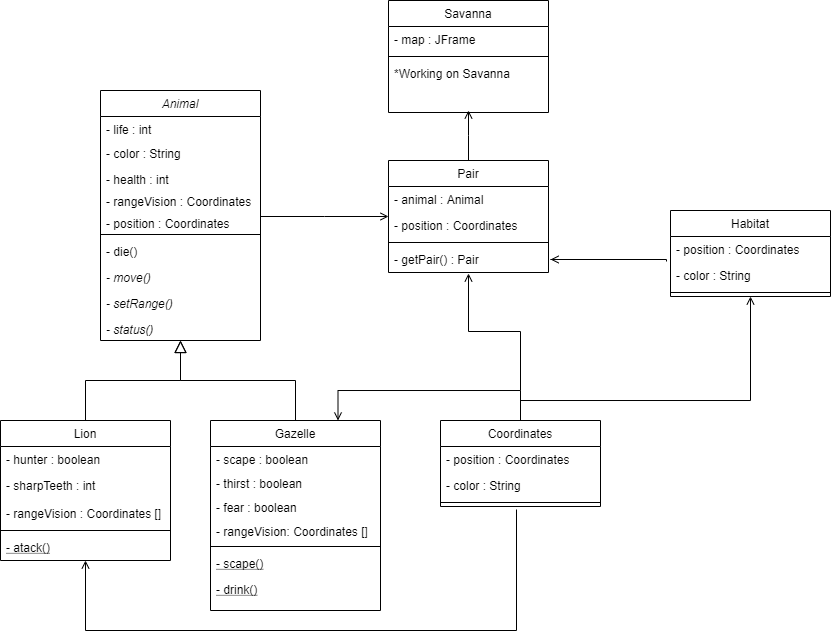 Savanna
- map : JFrame
*Working on Savanna
Animal
- life : int
- color : String
- health : int
- rangeVision : Coordinates
- position : Coordinates
- die()
- move()
- setRange()
- status()
Pair
- animal : Animal
- position : Coordinates
- getPair() : Pair
Habitat
- position : Coordinates
- color : String
Lion
- hunter : boolean
- sharpTeeth : int
- rangeVision : Coordinates []
- atack()
Gazelle
- scape : boolean
- thirst : boolean
- fear : boolean
- rangeVision: Coordinates []
- scape()
- drink()
Coordinates
- position : Coordinates
- color : String